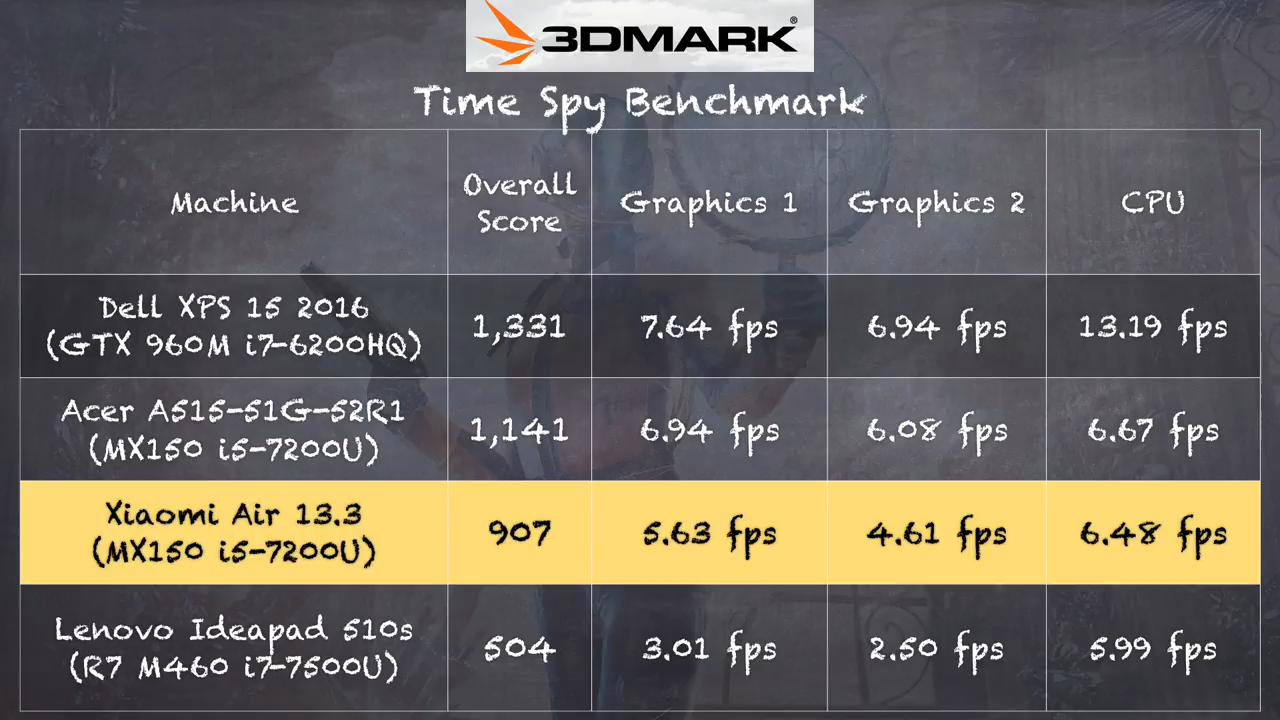 3DMARK®
Time Spy Benchmark
Machine
Overall
Score
Graphics 1
Graphics 2
CPU
Dell XPS 15 2016
(GTX 960M i7-6200HQ)
1,331
7.64 fps
6.94 fps
13.19 fps
Acer A515-51G-52R1
(MX150 i5-7200U)
1,141
6.94 fps
6.08 fps
6.67 fps
Xiaomi Air 13.3
(MX150 i5-7200U)
907
5.63 fps
4.61 fps
6.48 fps
Lenovo Ideapad 510s
(R7 M460 i7-7500U)
504
3.01 fps
2.50 fps
5.99 fps